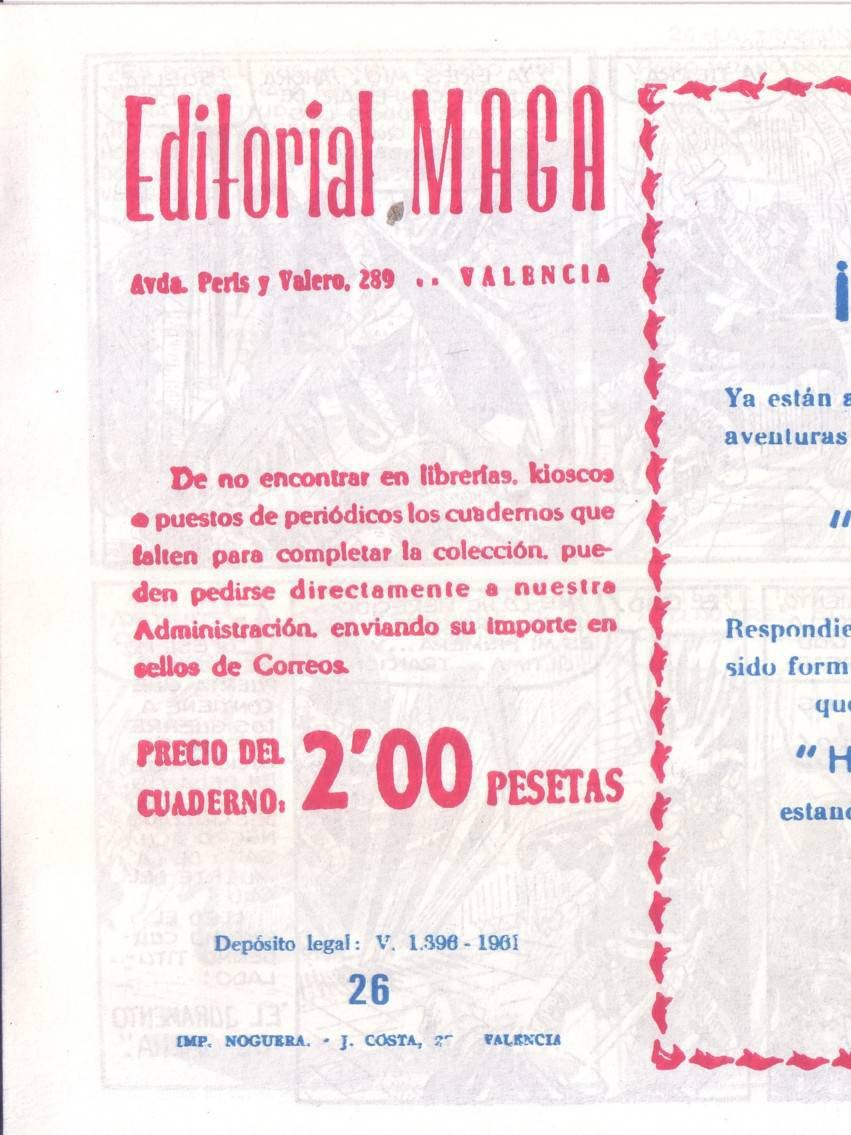 Editorial MAGA
Avda. Peris y Valero, 289 .. VALENCIA
De no encontrar en librerías, kioscos
o puestos de periódicos los cuadernos que
falten para completar la colección, pue-
den pedirse directamente a nuestra
Administración, enviando su importe en
sellos de Correos.
PRECIO DEL
CUADERNO: 2'00 PESETAS
Depósito legal: V. 1.396 - 1961
26
IMP. NOGUERA. - J. COSTA, VALENCIA
¡
Ya están a
aventuras
"
Respondie
sido form
que
" H
estand